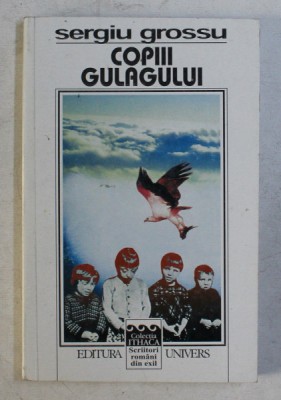 sergiu grossu
COPIII
GULAGULUI
Colecția
ITHACA
EDITURA
Scriitori
români
din exil
UNIVERS